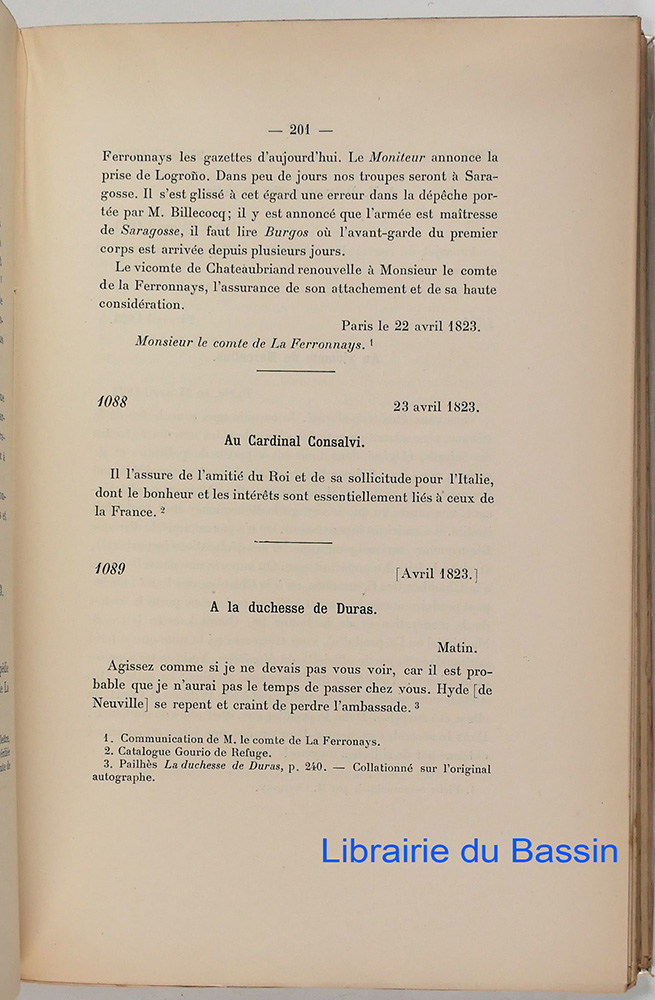 — 201 —
Ferronnays les gazettes d'aujourd'hui. Le Moniteur annonce la
prise de Logroño. Dans peu de jours nos troupes seront à Sara-
gosse. Il s'est glissé à cet égard une erreur dans la dépêche por-
tée par M. Billecocq; il y est annoncé que l'armée est maîtresse
de Saragosse, il faut lire Burgos où l'avant-garde du premier
corps est arrivée depuis plusieurs jours.
Le vicomte de Chateaubriand renouvelle à Monsieur le comte
de la Ferronnays, l'assurance de son attachement et de sa haute
considération.
Paris le 22 avril 1823.
Monsieur le comte de La Ferronnays. 1
1088
23 avril 1823.
Au Cardinal Consalvi.
Il l'assure de l'amitié du Roi et de sa sollicitude pour l'Italie,
dont le bonheur et les intérêts sont essentiellement liés à ceux de
la France. 2
1089
[Avril 1823.]
A la duchesse de Duras.
Matin.
Agissez comme si je ne devais pas vous voir, car il est pro-
bable que je n'aurai pas le temps de passer chez vous. Hyde [de
Neuville] se repent et craint de perdre l'ambassade. 3
1. Communication de M. le comte de La Ferronays.
2. Catalogue Gourio de Refuge.
3. Pailhès La duchesse de Duras, p. 240. — Collationné sur l'original
autographe.
Librairie du Bassin